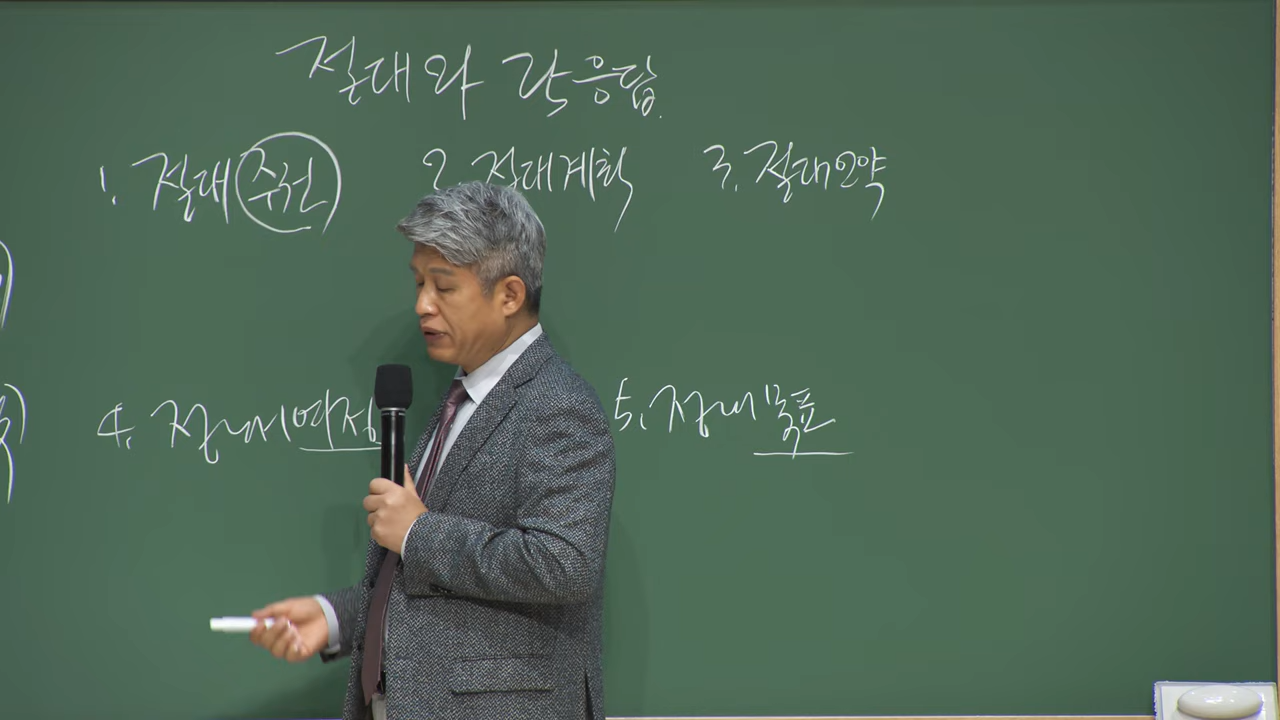 절대와 각 응답.
1. 절대 주권 2. 절대계획 3. 절대언약
4. 절대여정 5. 절대목표